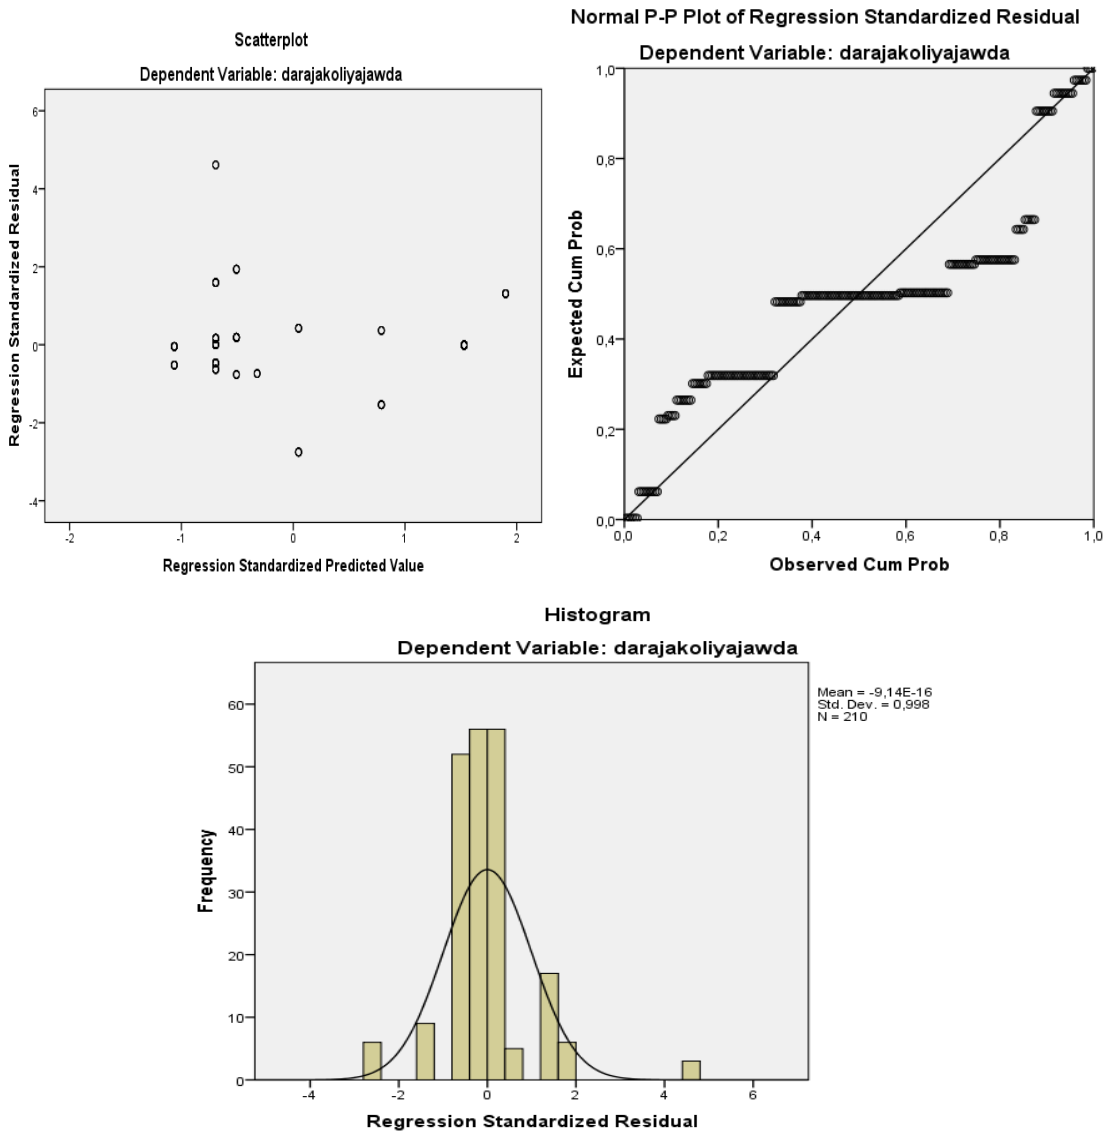 Scatterplot
Dependent Variable: darajakoliyajawda
Regression Standardized Residual
6
4
2
0
-2
-4
-2
-1
0
1
2
Regression Standardized Predicted Value
Normal P-P Plot of Regression Standardized Residual
Dependent Variable: darajakoliyajawda
Expected Cum Prob
1,0
0,8
0,6
0,4
0,2
0,0
0,0
0,2
0,4
0,6
0,8
1,0
Observed Cum Prob
Histogram
Dependent Variable: darajakoliyajawda
Mean = -9,14E-16
Std. Dev. = 0,998
N = 210
Frequency
60
50
40
30
20
10
0
-4
-2
0
2
4
6
Regression Standardized Residual